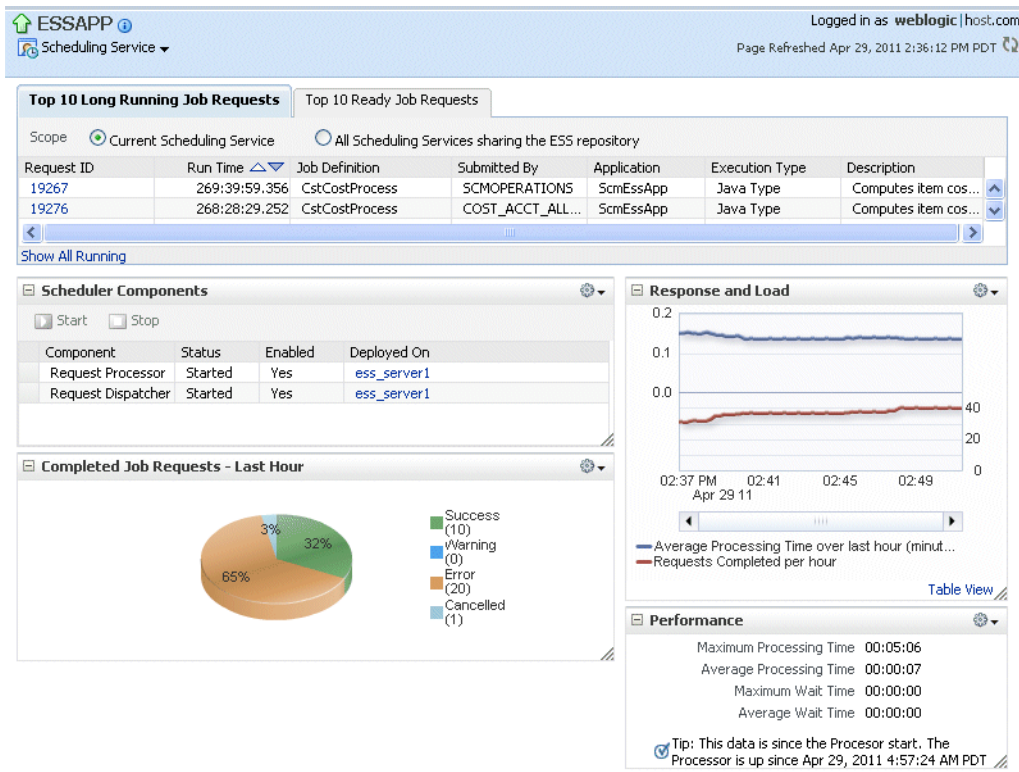 ESSAPP
Logged in as weblogic|host.com
Scheduling Service
Page Refreshed Apr 29, 2011 2:36:12 PM PDT
Top 10 Long Running Job Requests
Top 10 Ready Job Requests
Scope Current Scheduling Service All Scheduling Services sharing the ESS repository
Request ID Run Time Job Definition Submitted By Application Execution Type Description
19267 269:39:59.356 CstCostProcess SCMOPERATIONS ScmEssApp Java Type Computes item cos...
19276 268:28:29.252 CstCostProcess COST_ACCT_ALL... ScmEssApp Java Type Computes item cos...
Show All Running
Scheduler Components
Start Stop
Component Status Enabled Deployed On
Request Processor Started Yes ess_server1
Request Dispatcher Started Yes ess_server1
Completed Job Requests - Last Hour
3%
32%
65%
Success
(10)
Warning
(0)
Error
(20)
Cancelled
(1)
Response and Load
0.2
0.1
0.0
40
20
0
02:37 PM 02:41 02:45 02:49
Apr 29 11
Average Processing Time over last hour (minut...
Requests Completed per hour
Table View
Performance
Maximum Processing Time 00:05:06
Average Processing Time 00:00:07
Maximum Wait Time 00:00:00
Average Wait Time 00:00:00
Tip: This data is since the Procesor start. The
Processor is up since Apr 29, 2011 4:57:24 AM PDT